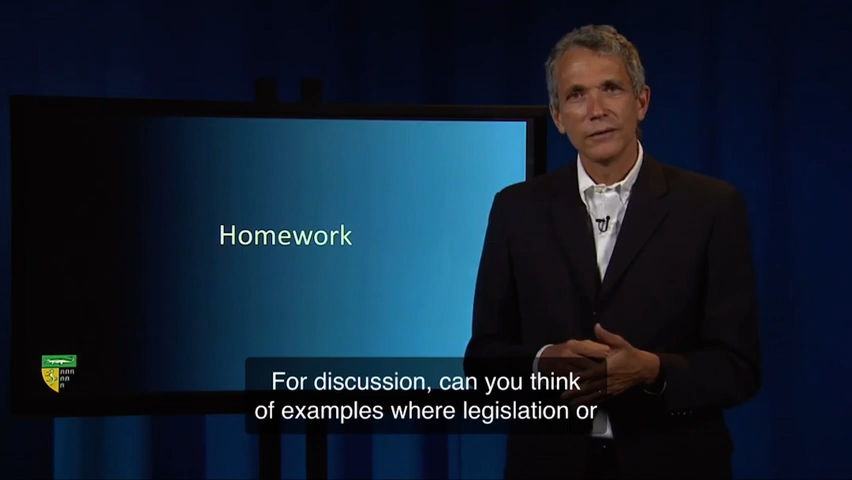 Homework
For discussion, can you think
of examples where legislation or